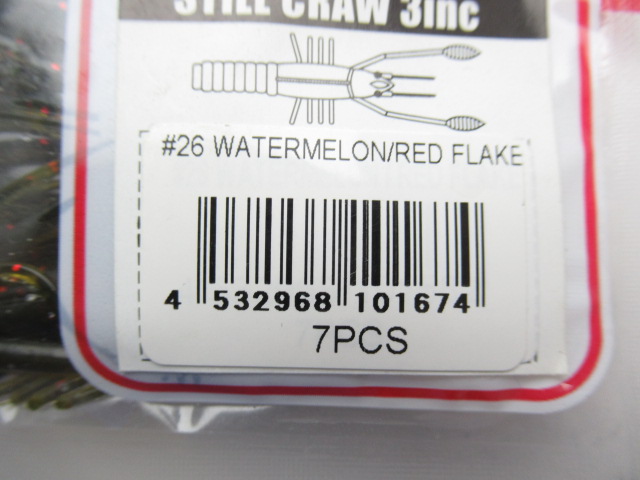 STILL CRAW 3inc
#26 WATERMELON/RED FLAKE
4 532968 101674
7PCS